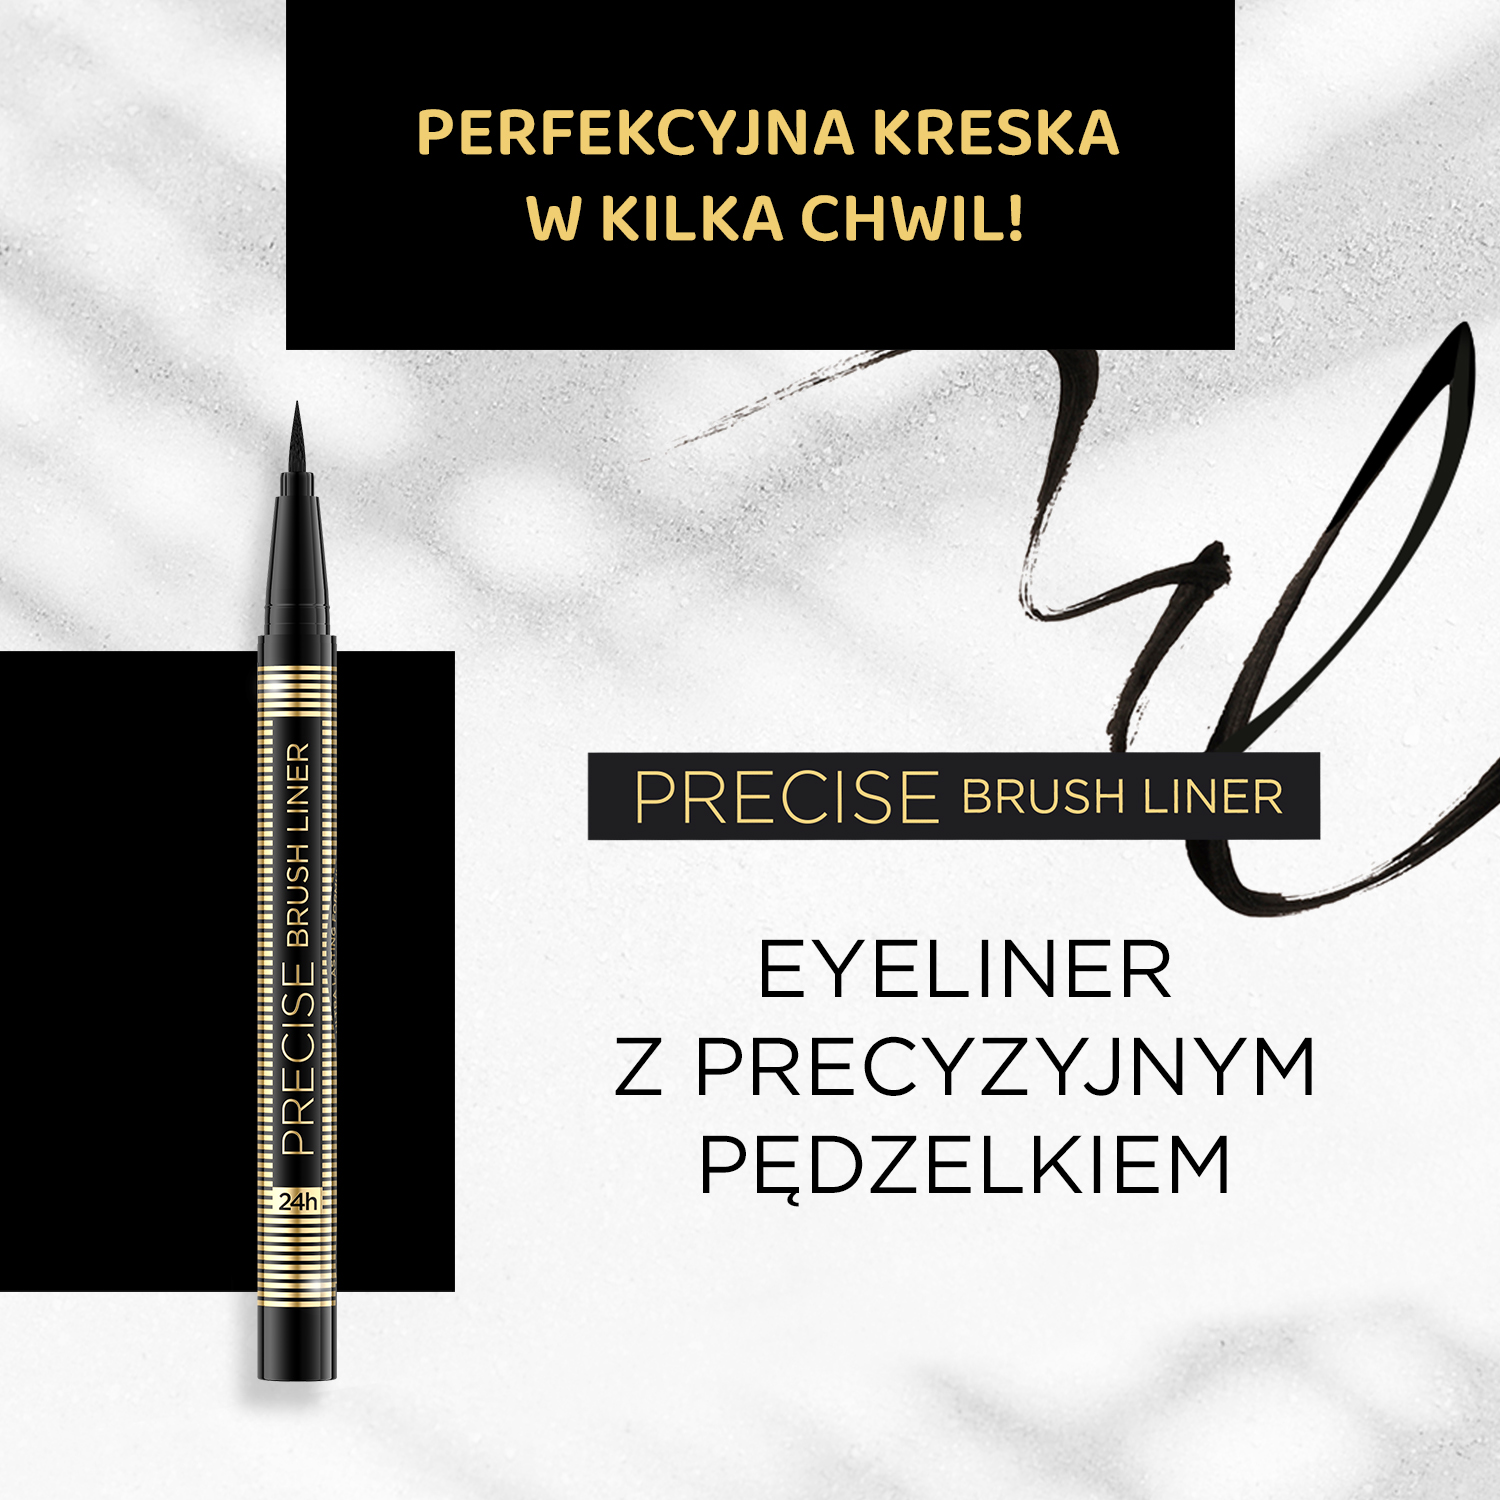 PERFEKCYJNA KRESKA
W KILKA CHWIL!
PRECISE BRUSH LINER
EYELINER
Z PRECYZYJNYM
PĘDZELKIEM
PRECISE BRUSH LINER
24h